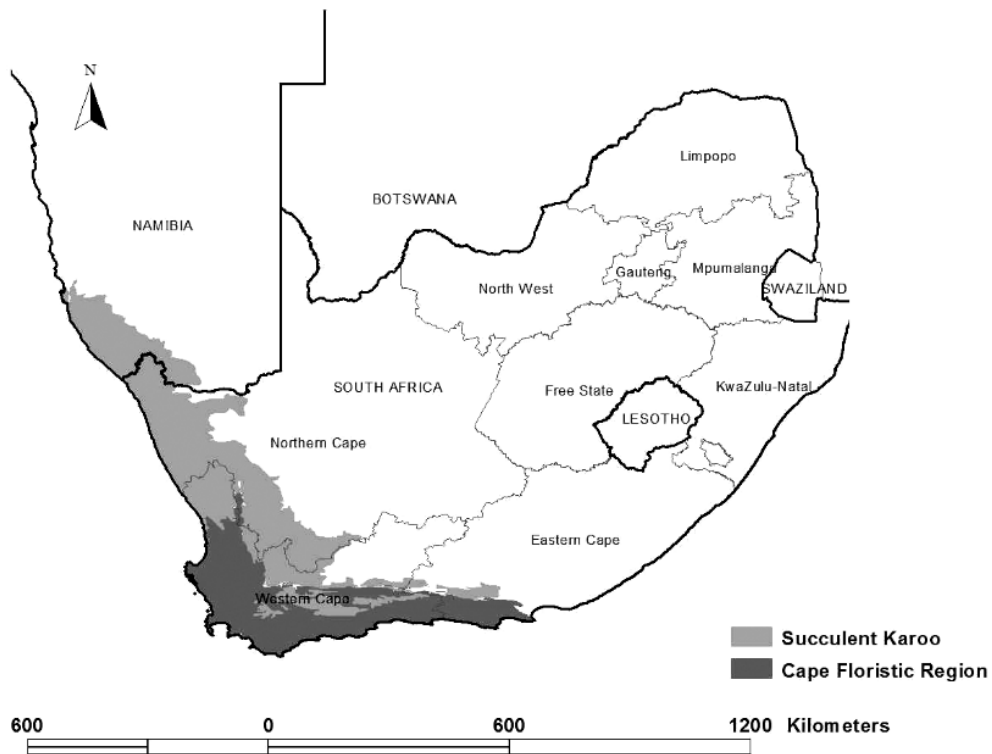 N
Limpopo
BOTSWANA
NAMIBIA
Gauteng
Mpumalanga
North West
SWAZILAND
SOUTH AFRICA
Free State
KwaZulu-Natal
LESOTHO
Northern Cape
Eastern Cape
Western Cape
Succulent Karoo
Cape Floristic Region
600 0 600 1200 Kilometers